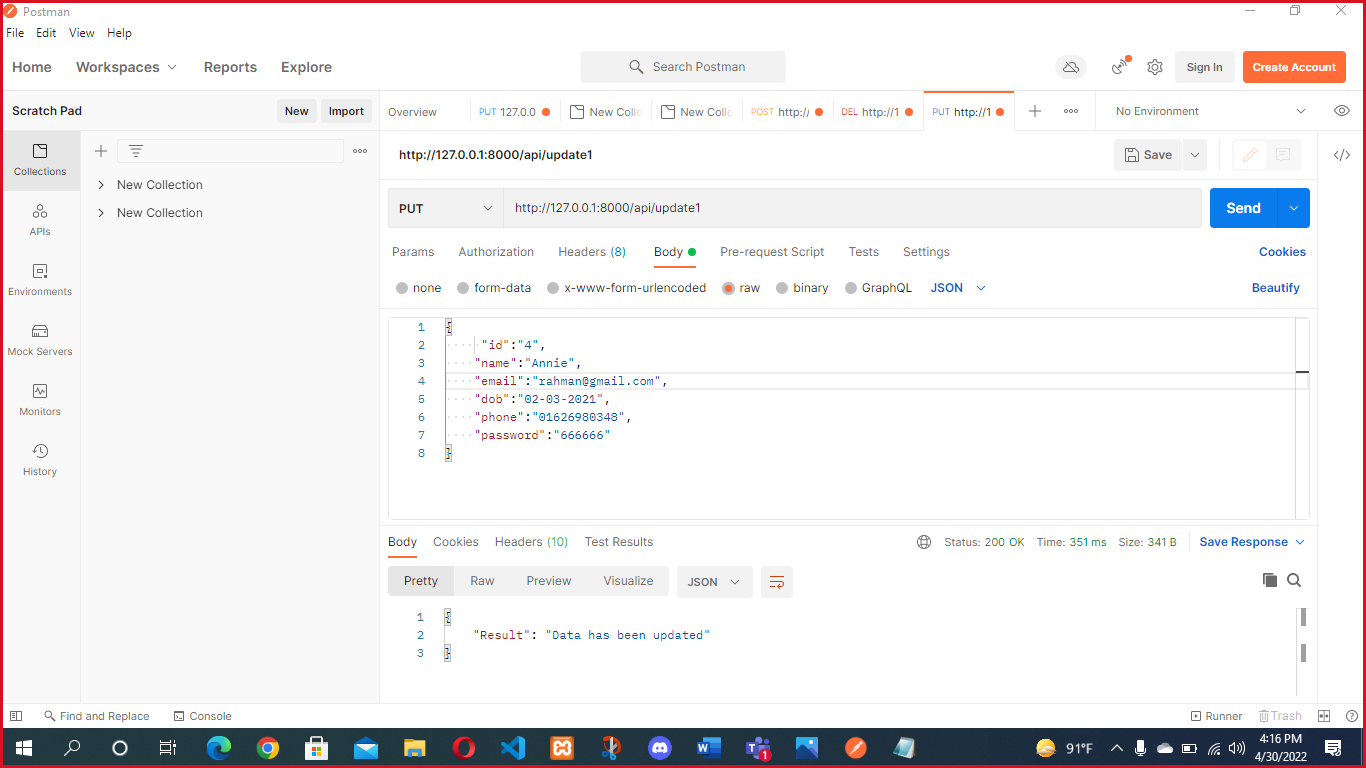 Postman
File Edit View Help
Home Workspaces Reports Explore Search Postman Sign In Create Account
Scratch Pad New Import
Overview PUT 127.0.0 New Colle New Colle POST http:/ DEL http://1 PUT http://1 No Environment
Collections
APIs
Environments
Mock Servers
Monitors
History
New Collection
New Collection
http://127.0.0.1:8000/api/update1 Save
PUT http://127.0.0.1:8000/api/update1 Send
Params Authorization Headers (8) Body Pre-request Script Tests Settings Cookies
none form-data x-www-form-urlencoded raw binary GraphQL JSON Beautify
1 {
2 "id":"4",
3 "name":"Annie",
4 "email":"rahman@gmail.com",
5 "dob":"02-03-2021",
6 "phone":"01626980348",
7 "password":"666666"
8 }
Body Cookies Headers (10) Test Results Status: 200 OK Time: 351 ms Size: 341 B Save Response
Pretty Raw Preview Visualize JSON
1 {
2 "Result": "Data has been updated"
3 }
Find and Replace Console Runner Trash
1
91°F
4:16 PM
4/30/2022